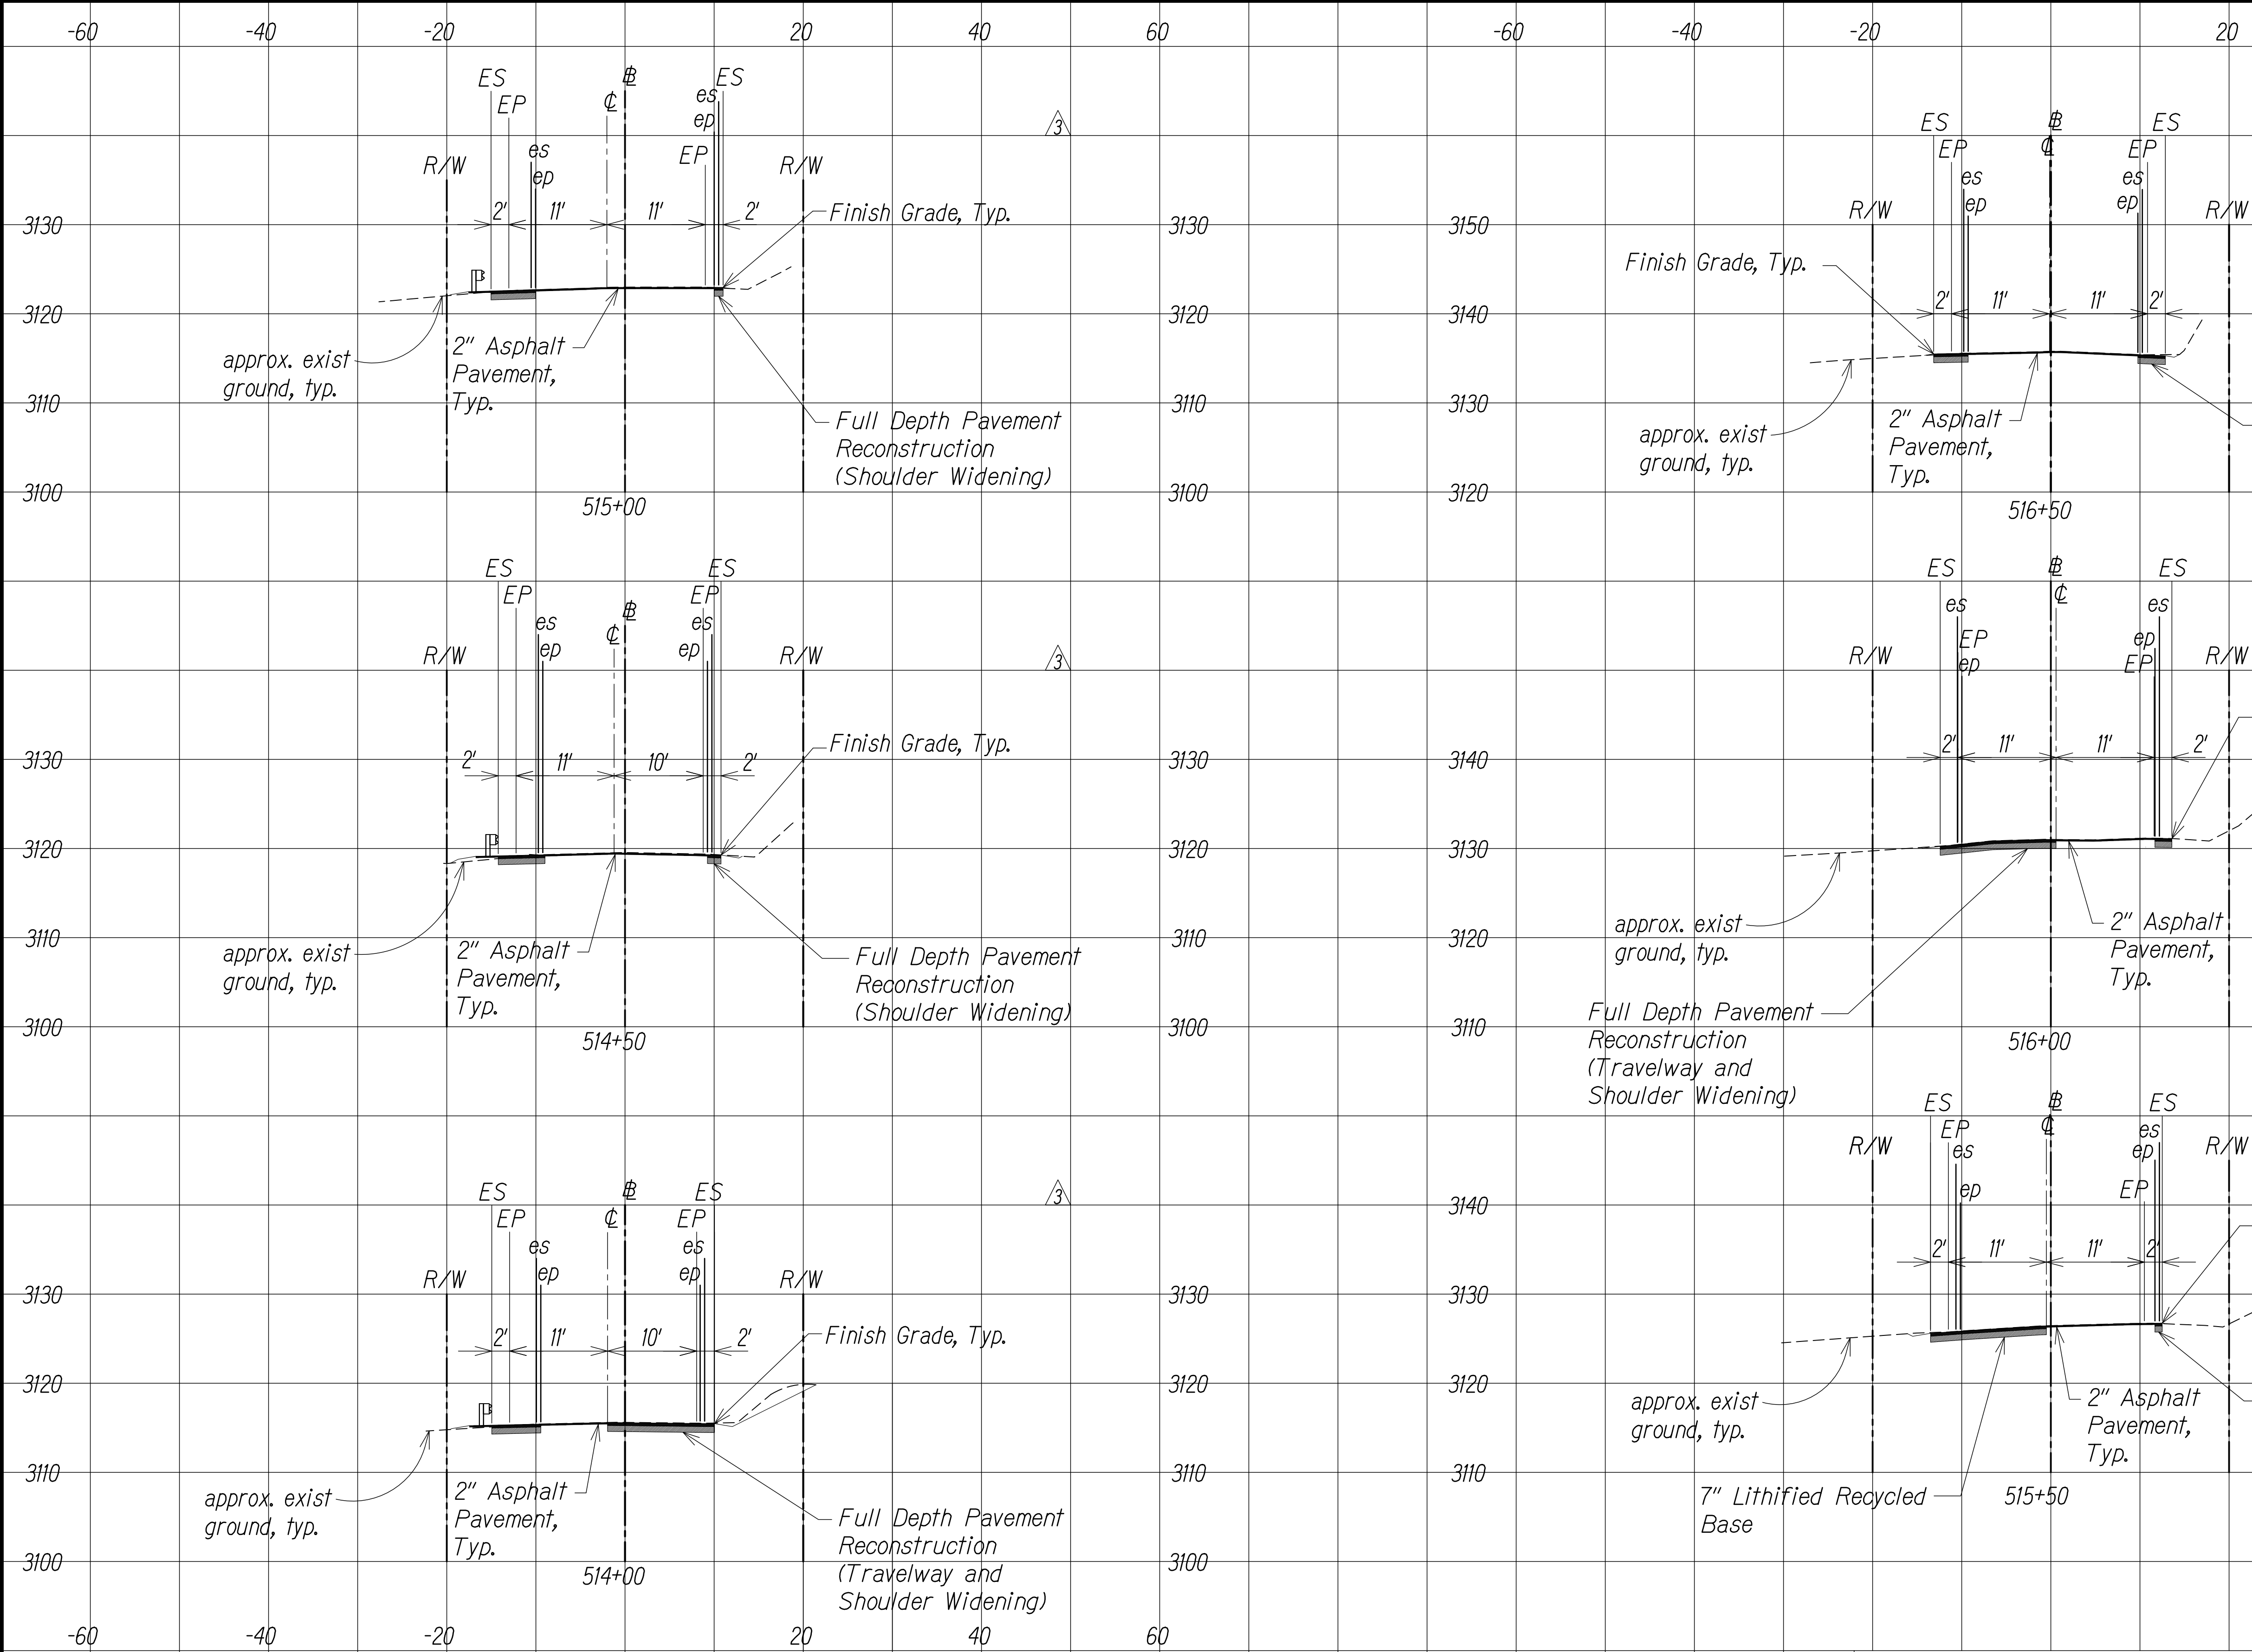 -60 -40 -20 20 40 60 -60 -40 -20 20
ES
EP
R/W
es
ep
℄
B̵L
ES
es
ep
EP
R/W
3
2' 11' 11' 2'
Finish Grade, Typ.
3130 3130
3120 3120
approx. exist
ground, typ.
2" Asphalt
Pavement,
Typ.
3110 3110
Full Depth Pavement
Reconstruction
(Shoulder Widening)
3100 3100
515+00
ES
EP
R/W
es
ep
℄
B̵L
ES
EP
es
ep
R/W
3
2' 11' 10' 2'
Finish Grade, Typ.
3130 3130
3120 3120
3110 3110
approx. exist
ground, typ.
2" Asphalt
Pavement,
Typ.
Full Depth Pavement
Reconstruction
(Shoulder Widening)
3100 3100
514+50
ES
EP
R/W
es
ep
℄
B̵L
ES
EP
es
ep
R/W
3
3130 3130
2' 11' 10' 2'
Finish Grade, Typ.
3120 3120
3110 3110
approx. exist
ground, typ.
2" Asphalt
Pavement,
Typ.
Full Depth Pavement
Reconstruction
(Travelway and
Shoulder Widening)
3100 3100
514+00
ES
EP
R/W
es
ep
B̵L
℄
ES
EP
es
ep
R/W
3150
Finish Grade, Typ.
2' 11' 11' 2'
3140
3130
approx. exist
ground, typ.
2" Asphalt
Pavement,
Typ.
3120
516+50
ES
es
EP
ep
R/W
B̵L
℄
ES
es
ep
EP
R/W
2' 11' 11' 2'
3140
3130
approx. exist
ground, typ.
3120
2" Asphalt
Pavement,
Typ.
Full Depth Pavement
Reconstruction
(Travelway and
Shoulder Widening)
3110
516+00
ES
EP
R/W
es
ep
B̵L
℄
ES
es
ep
EP
R/W
3140
2' 11' 11' 2'
3130
3120
approx. exist
ground, typ.
2" Asphalt
Pavement,
Typ.
3110
7" Lithified Recycled
Base
515+50
-60 -40 -20 20 40 60